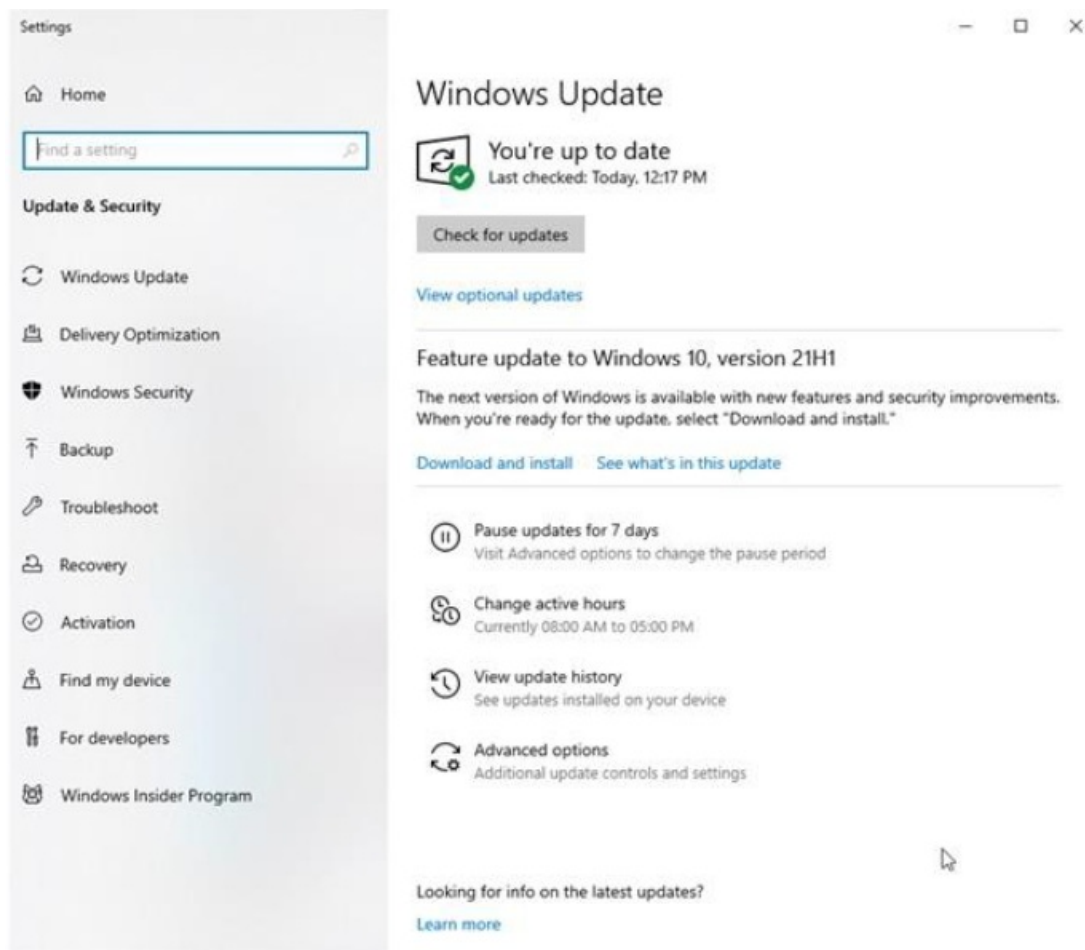 Settings
Home
Find a setting
Update & Security
Windows Update
Delivery Optimization
Windows Security
Backup
Troubleshoot
Recovery
Activation
Find my device
For developers
Windows Insider Program
Windows Update
You're up to date
Last checked: Today, 12:17 PM
Check for updates
View optional updates
Feature update to Windows 10, version 21H1
The next version of Windows is available with new features and security improvements.
When you're ready for the update, select "Download and install."
Download and install See what's in this update
Pause updates for 7 days
Visit Advanced options to change the pause period
Change active hours
Currently 08:00 AM to 05:00 PM
View update history
See updates installed on your device
Advanced options
Additional update controls and settings
Looking for info on the latest updates?
Learn more